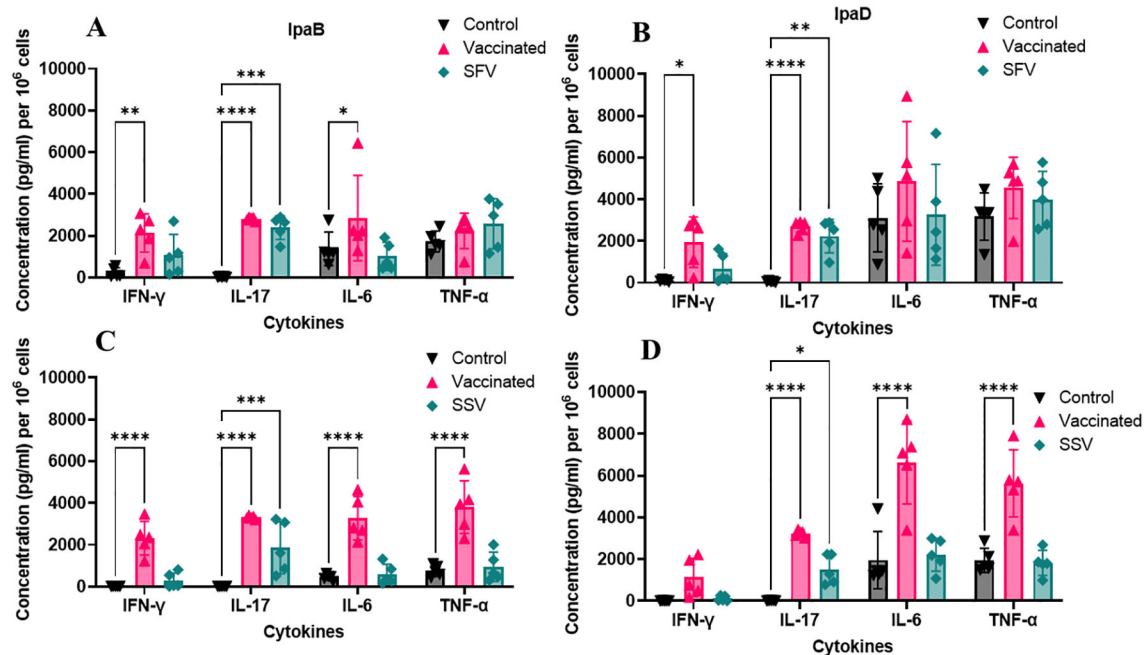 A
IpaB
Control
Vaccinated
SFV
Concentration (pg/ml) per 10⁶ cells
10000
8000
6000
4000
2000
0
**
****
***
*
IFN-γ
IL-17
IL-6
TNF-α
Cytokines
B
IpaD
Control
Vaccinated
SFV
Concentration (pg/ml) per 10⁶ cells
10000
8000
6000
4000
2000
0
*
****
**
IFN-γ
IL-17
IL-6
TNF-α
Cytokines
C
Control
Vaccinated
SSV
Concentration (pg/ml) per 10⁶ cells
10000
8000
6000
4000
2000
0
****
****
***
****
****
IFN-γ
IL-17
IL-6
TNF-α
Cytokines
D
Control
Vaccinated
SSV
Concentration (pg/ml) per 10⁶ cells
10000
8000
6000
4000
2000
0
****
*
****
****
IFN-γ
IL-17
IL-6
TNF-α
Cytokines